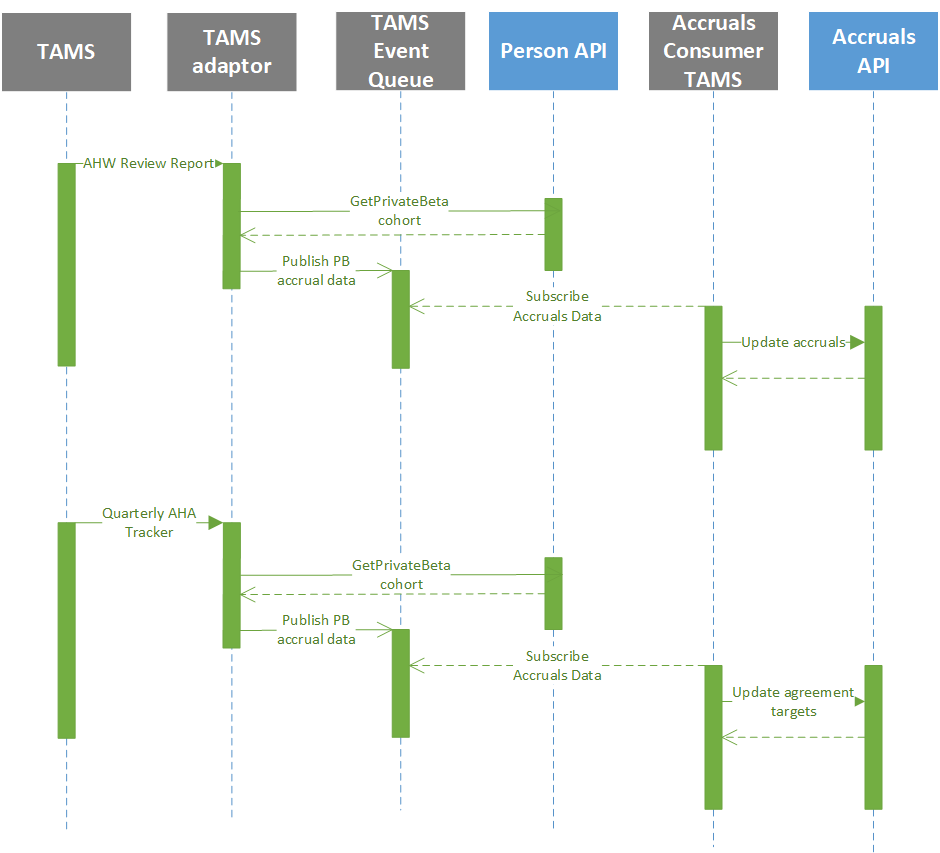 TAMS
TAMS
adaptor
TAMS
Event
Queue
Person API
Accruals
Consumer
TAMS
Accruals
API
AHW Review Report
GetPrivateBeta
cohort
Publish PB
accrual data
Subscribe
Accruals Data
Update accruals
Quarterly AHA
Tracker
GetPrivateBeta
cohort
Publish PB
accrual data
Subscribe
Accruals Data
Update agreement
targets